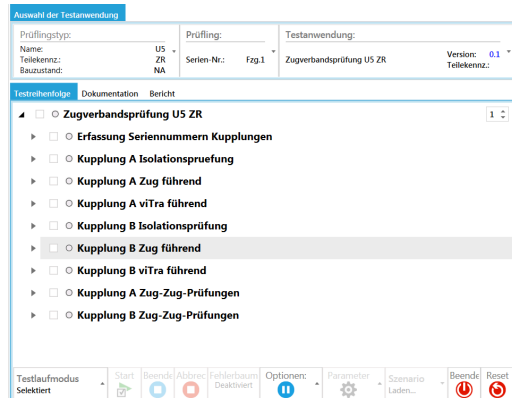 Auswahl der Testanwendung
Prüflingstyp:
Name: U5
Teilekennz.: ZR
Bauzustand: NA
Prüfling:
Serien-Nr.: Fzg.1
Testanwendung:
Zugverbandsprüfung U5 ZR
Version: 0.1
Teilekennz.:
Testreihenfolge Dokumentation Bericht
Zugverbandsprüfung U5 ZR 1
Erfassung Seriennummern Kupplungen
Kupplung A Isolationspruefung
Kupplung A Zug führend
Kupplung A viTra führend
Kupplung B Isolationsprüfung
Kupplung B Zug führend
Kupplung B viTra führend
Kupplung A Zug-Zug-Prüfungen
Kupplung B Zug-Zug-Prüfungen
Testlaufmodus
Selektiert
Start
Beende
Abbrec
Fehlerbaum
Deaktiviert
Optionen:
Parameter
Szenario
Laden...
Beende
Reset